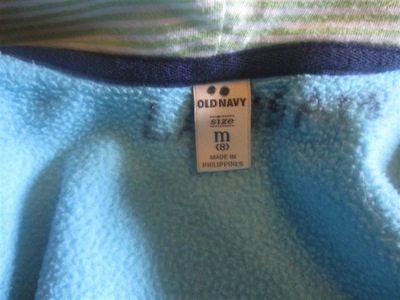 OLD NAVY
size
m
(8)
MADE IN
PHILIPPINES